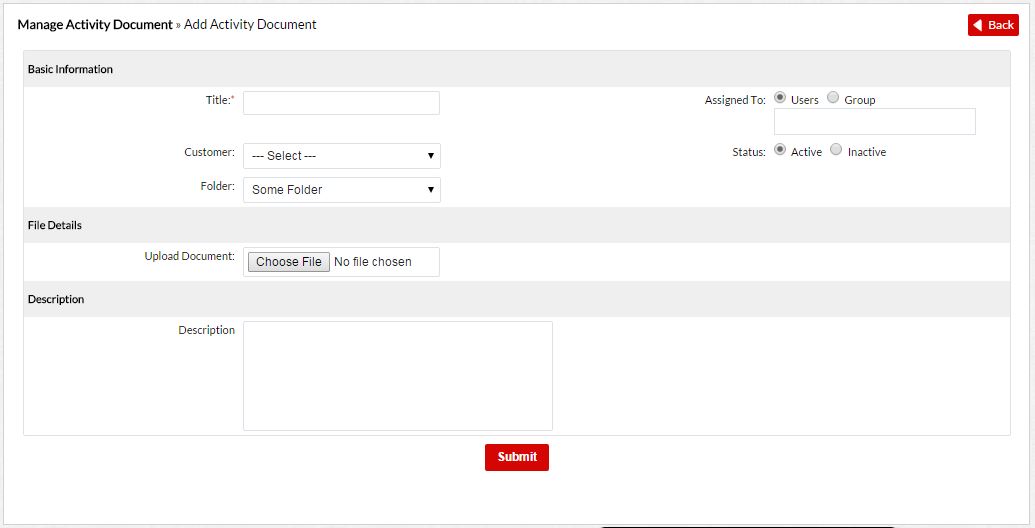 Manage Activity Document » Add Activity Document
Back
Basic Information
Title:*
Assigned To: Users Group
Customer: --- Select ---
Status: Active Inactive
Folder: Some Folder
File Details
Upload Document: Choose File No file chosen
Description
Description
Submit